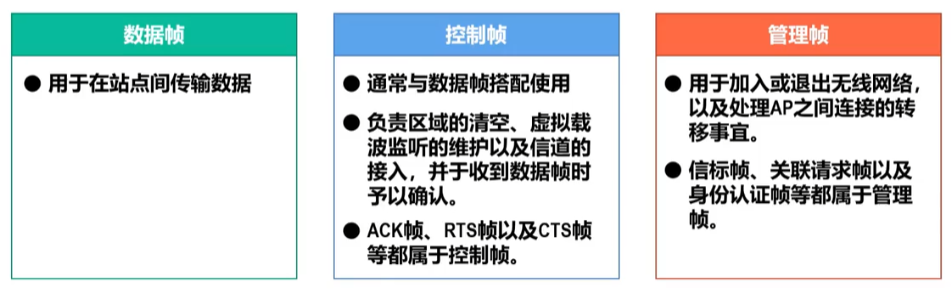 数据帧
● 用于在站点间传输数据
控制帧
● 通常与数据帧搭配使用
● 负责区域的清空、虚拟载
波监听的维护以及信道的
接入，并于收到数据帧时
予以确认。
● ACK帧、RTS帧以及CTS帧
等都属于控制帧。
管理帧
● 用于加入或退出无线网络，
以及处理AP之间连接的转
移事宜。
● 信标帧、关联请求帧以及
身份认证帧等都属于管理
帧。